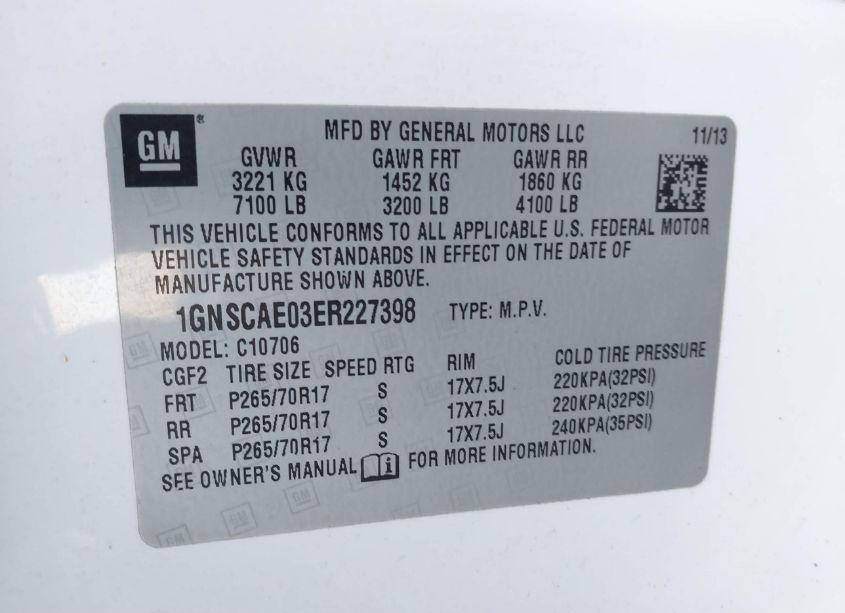 GM ®
MFD BY GENERAL MOTORS LLC 11/13
GVWR GAWR FRT GAWR RR
3221 KG 1452 KG 1860 KG
7100 LB 3200 LB 4100 LB
THIS VEHICLE CONFORMS TO ALL APPLICABLE U.S. FEDERAL MOTOR
VEHICLE SAFETY STANDARDS IN EFFECT ON THE DATE OF
MANUFACTURE SHOWN ABOVE.
1GNSCAE03ER227398 TYPE: M.P.V.
MODEL: C10706
CGF2 TIRE SIZE SPEED RTG RIM COLD TIRE PRESSURE
FRT P265/70R17 S 17X7.5J 220KPA(32PSI)
RR P265/70R17 S 17X7.5J 220KPA(32PSI)
SPA P265/70R17 S 17X7.5J 240KPA(35PSI)
SEE OWNER'S MANUAL FOR MORE INFORMATION.